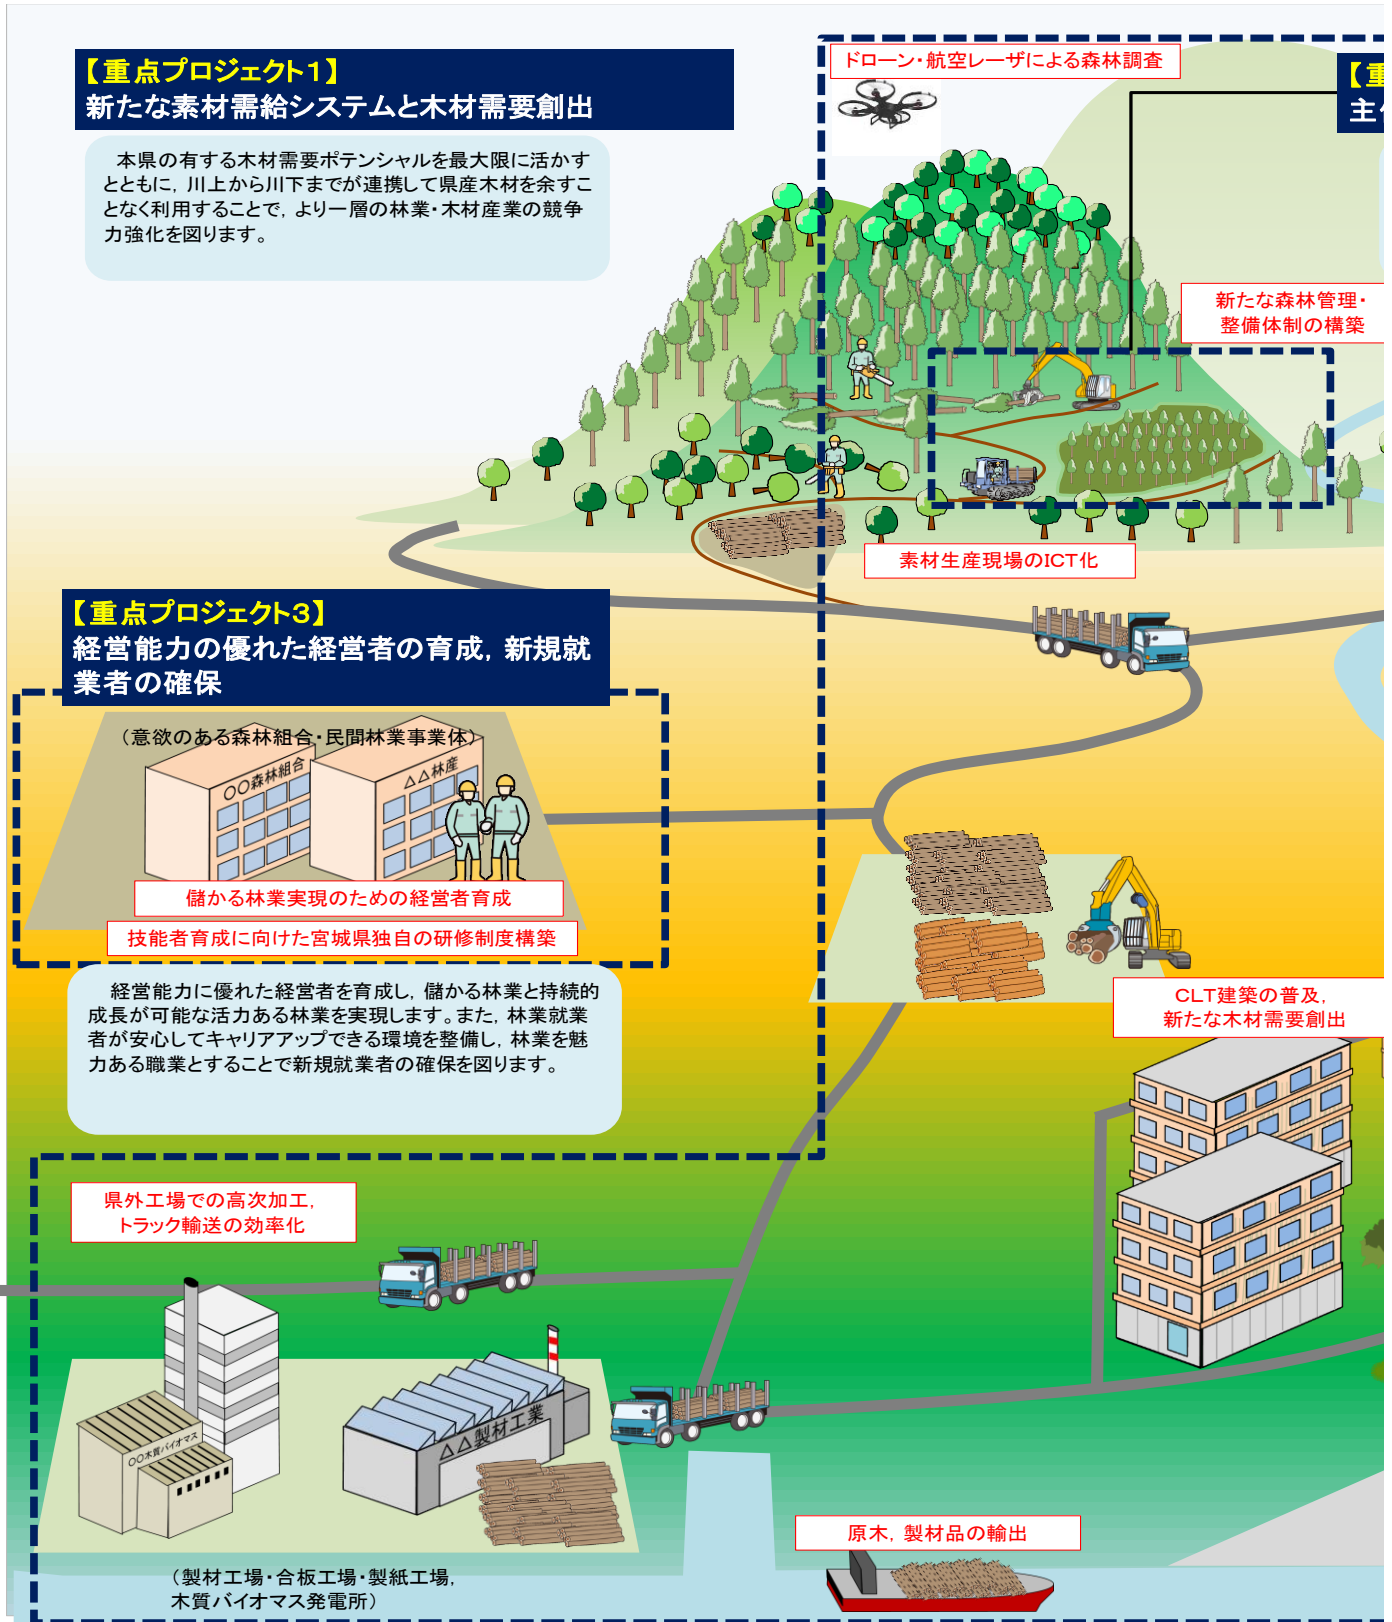 【重点プロジェクト1】
新たな素材需給システムと木材需要創出
本県の有する木材需要ポテンシャルを最大限に活かす
とともに，川上から川下までが連携して県産木材を余すこ
となく利用することで，より一層の林業・木材産業の競争
力強化を図ります。
ドローン・航空レーザによる森林調査
【重
主
新たな森林管理・
整備体制の構築
素材生産現場のICT化
【重点プロジェクト3】
経営能力の優れた経営者の育成，新規就
業者の確保
（意欲のある森林組合・民間林業事業体）
○○森林組合
△△林産
儲かる林業実現のための経営者育成
技能者育成に向けた宮城県独自の研修制度構築
経営能力に優れた経営者を育成し，儲かる林業と持続的
成長が可能な活力ある林業を実現します。また，林業就業
者が安心してキャリアアップできる環境を整備し，林業を魅
力ある職業とすることで新規就業者の確保を図ります。
CLT建築の普及，
新たな木材需要創出
県外工場での高次加工，
トラック輸送の効率化
○○木質バイオマス
△△製材工業
原木，製材品の輸出
（製材工場・合板工場・製紙工場，
木質バイオマス発電所）